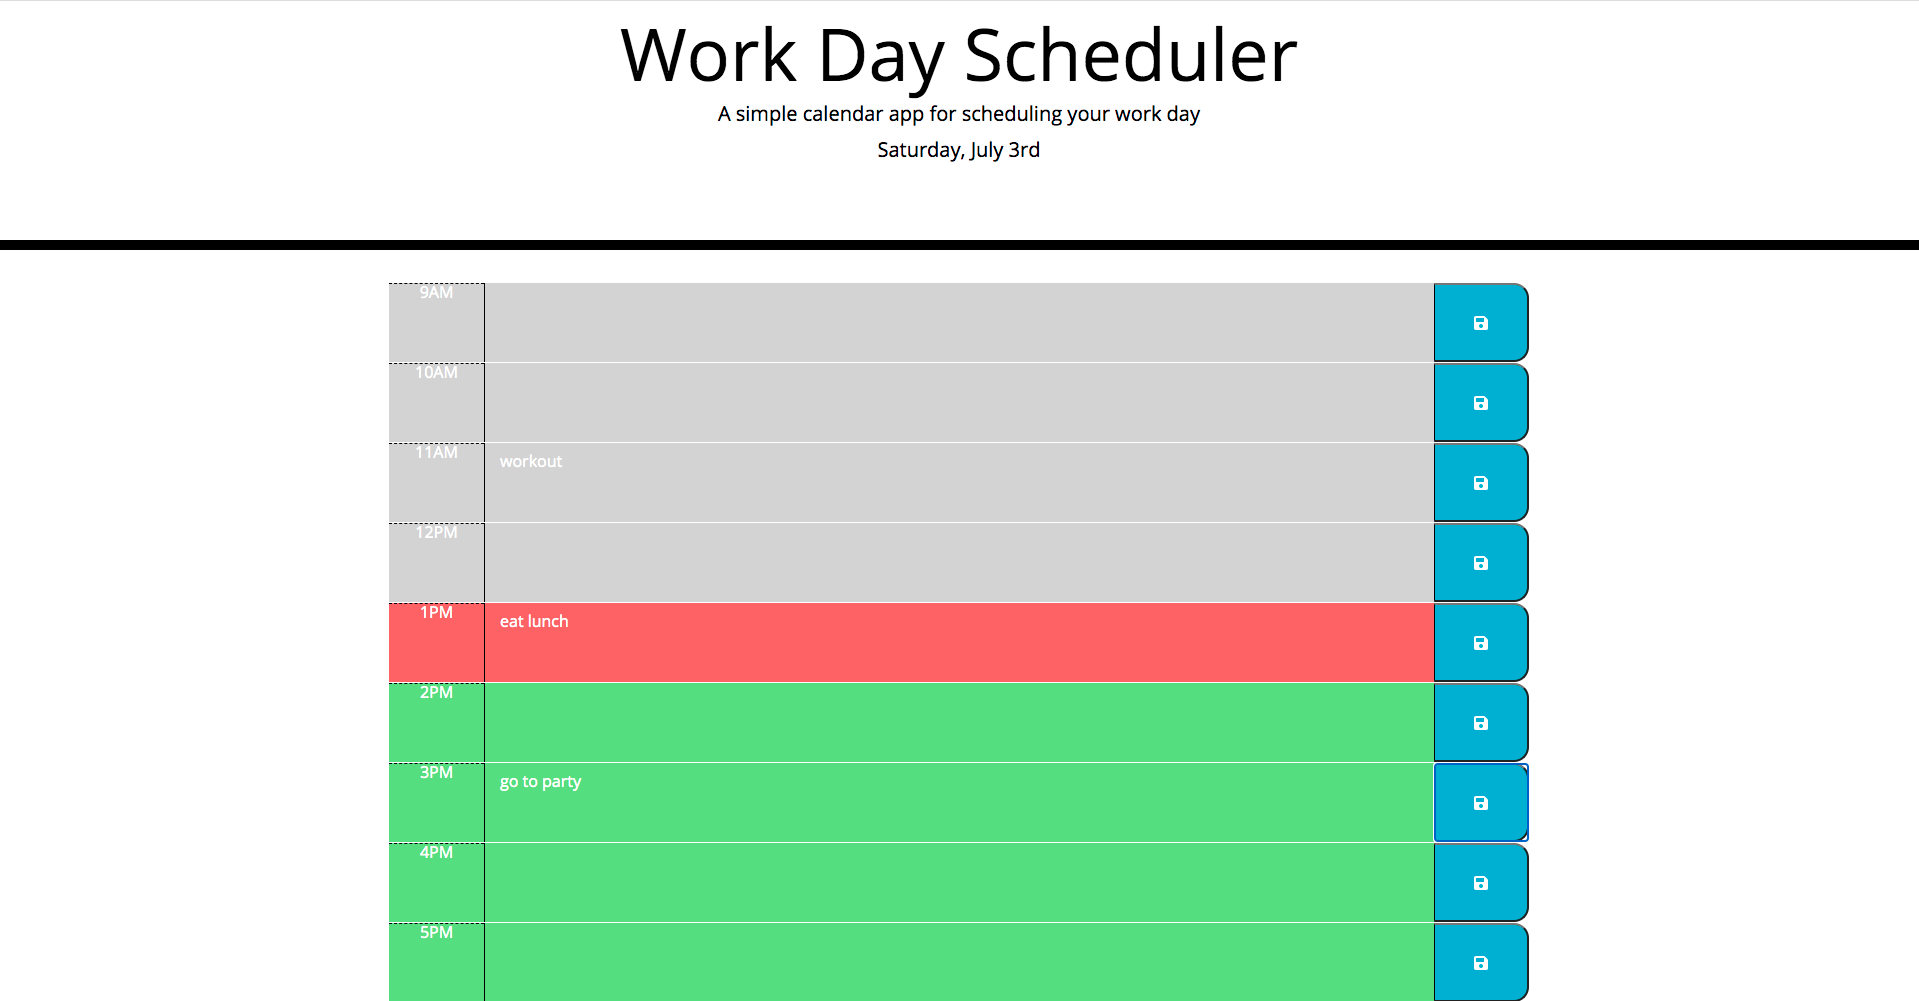 Work Day Scheduler
A simple calendar app for scheduling your work day
Saturday, July 3rd
9AM
10AM
11AM
workout
12PM
1PM
eat lunch
2PM
3PM
go to party
4PM
5PM